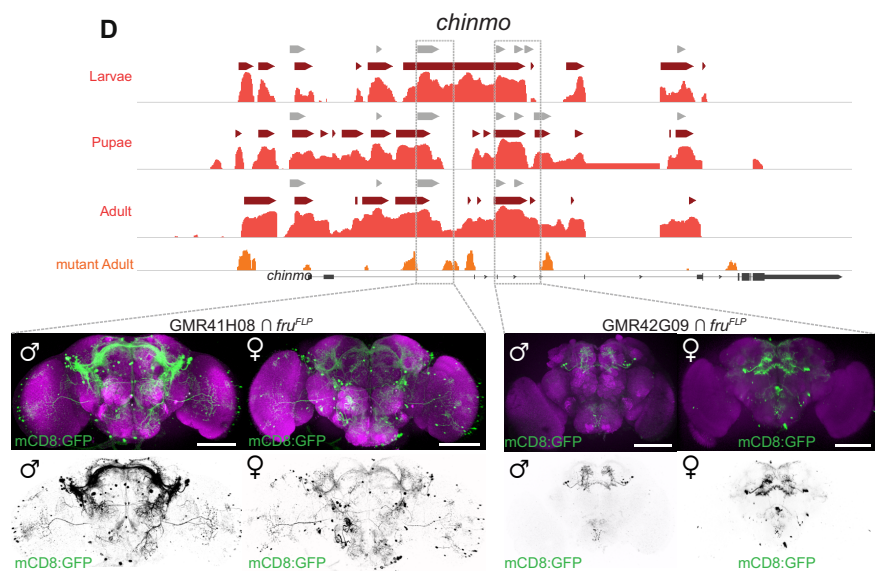 D
chinmo
Larvae
Pupae
Adult
mutant Adult
chinmo
GMR41H08 ∩ fruFLP
GMR42G09 ∩ fruFLP
♂
♀
♂
♀
mCD8:GFP
mCD8:GFP
mCD8:GFP
mCD8:GFP
♂
♀
♂
♀
mCD8:GFP
mCD8:GFP
mCD8:GFP
mCD8:GFP